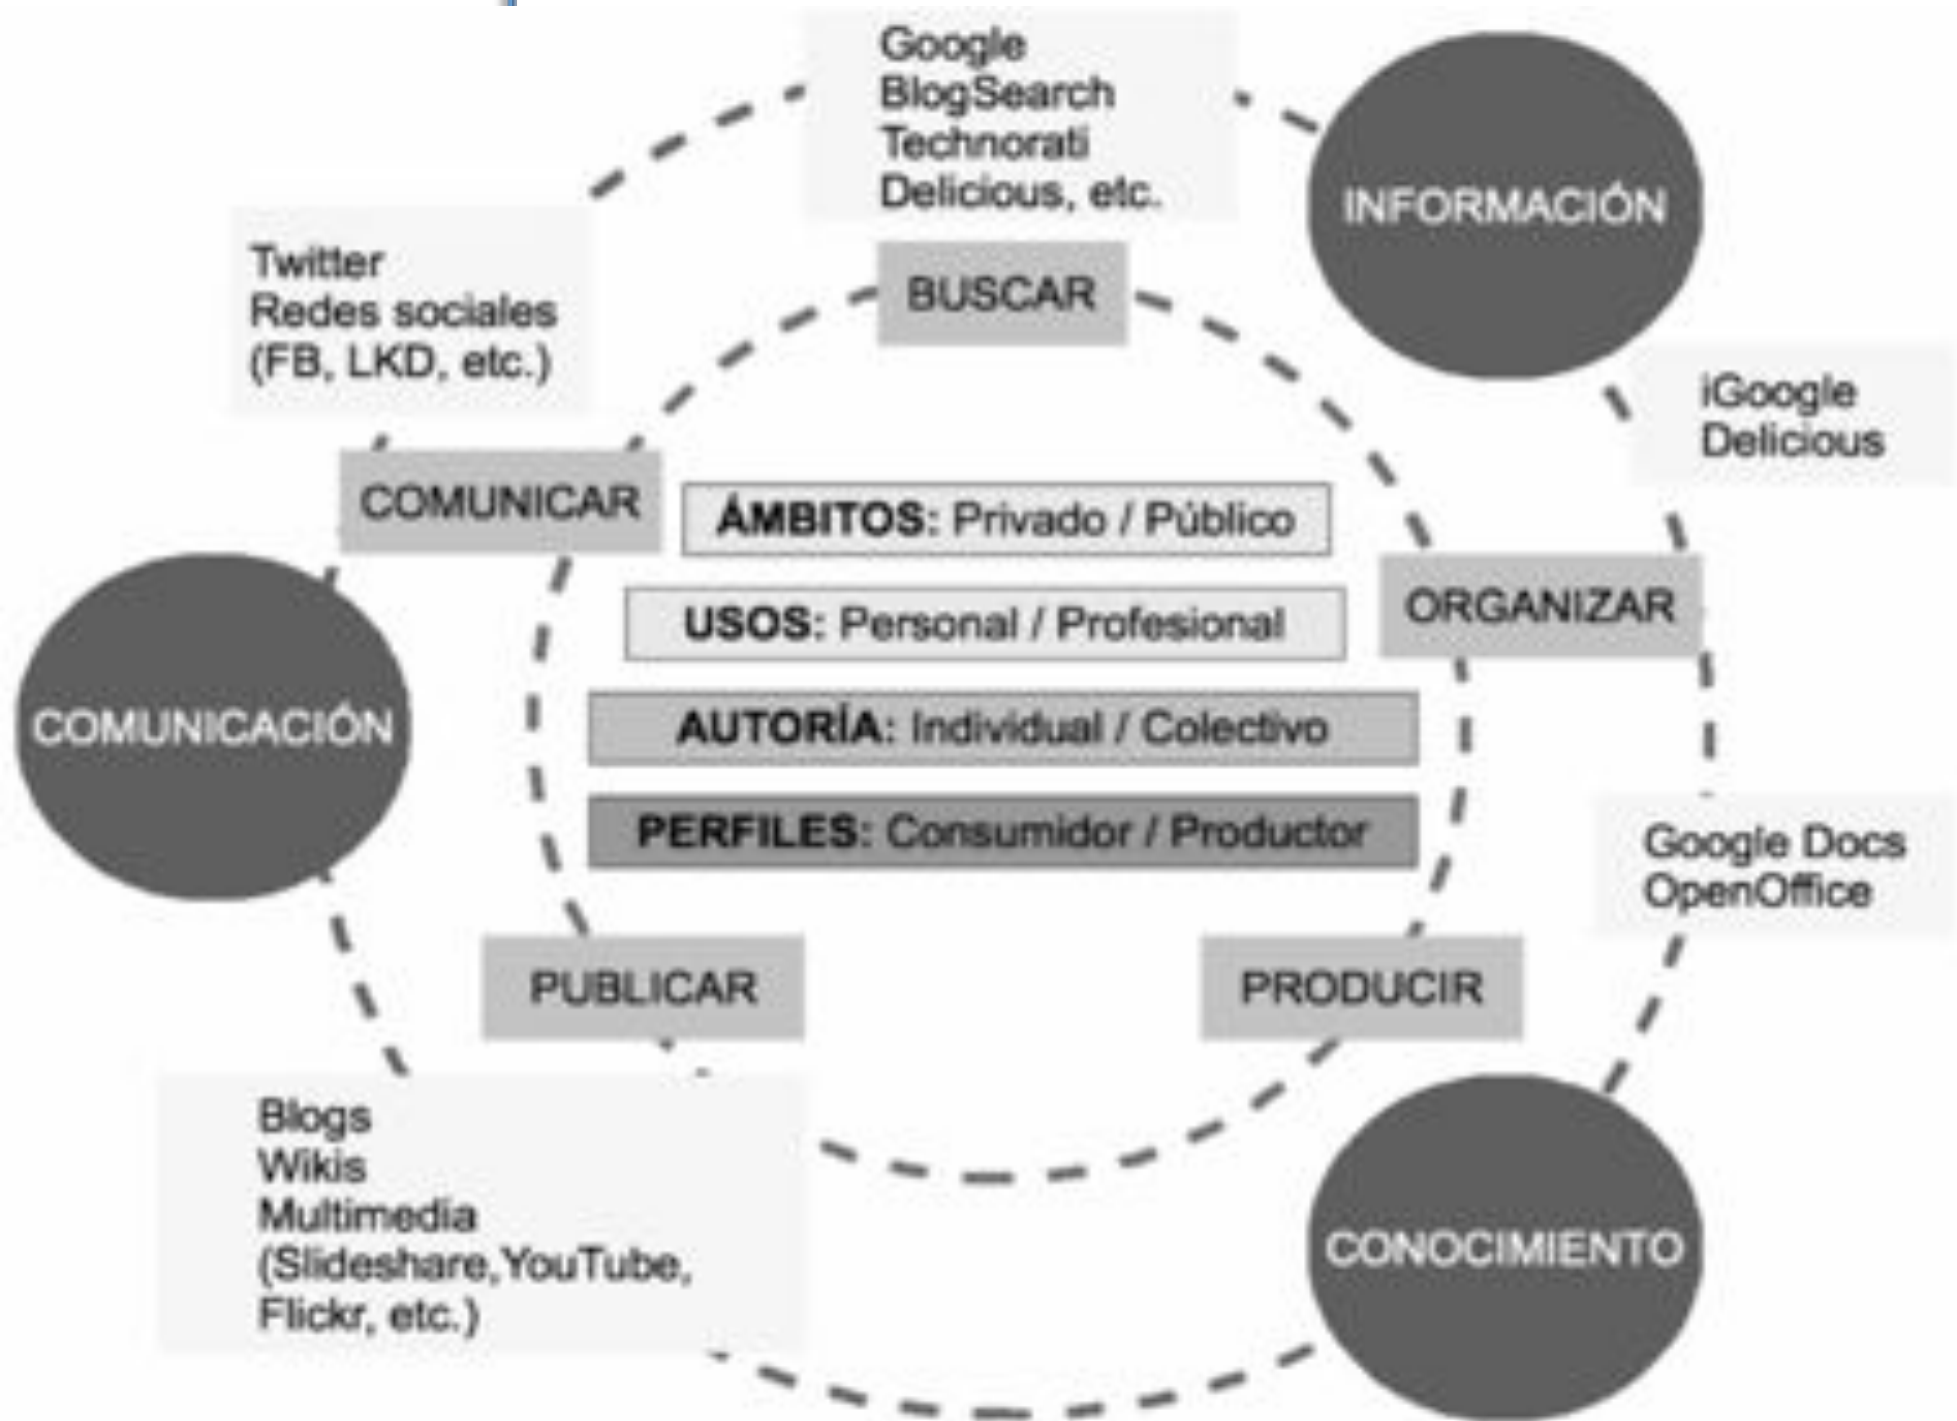 Google
BlogSearch
Technorati
Delicious, etc.
INFORMACIÓN
Twitter
Redes sociales
(FB, LKD, etc.)
BUSCAR
iGoogle
Delicious
COMUNICAR
ÁMBITOS: Privado / Público
ORGANIZAR
USOS: Personal / Profesional
COMUNICACIÓN
AUTORÍA: Individual / Colectivo
PERFILES: Consumidor / Productor
Google Docs
OpenOffice
PUBLICAR
PRODUCIR
Blogs
Wikis
Multimedia
(Slideshare,YouTube,
Flickr, etc.)
CONOCIMIENTO